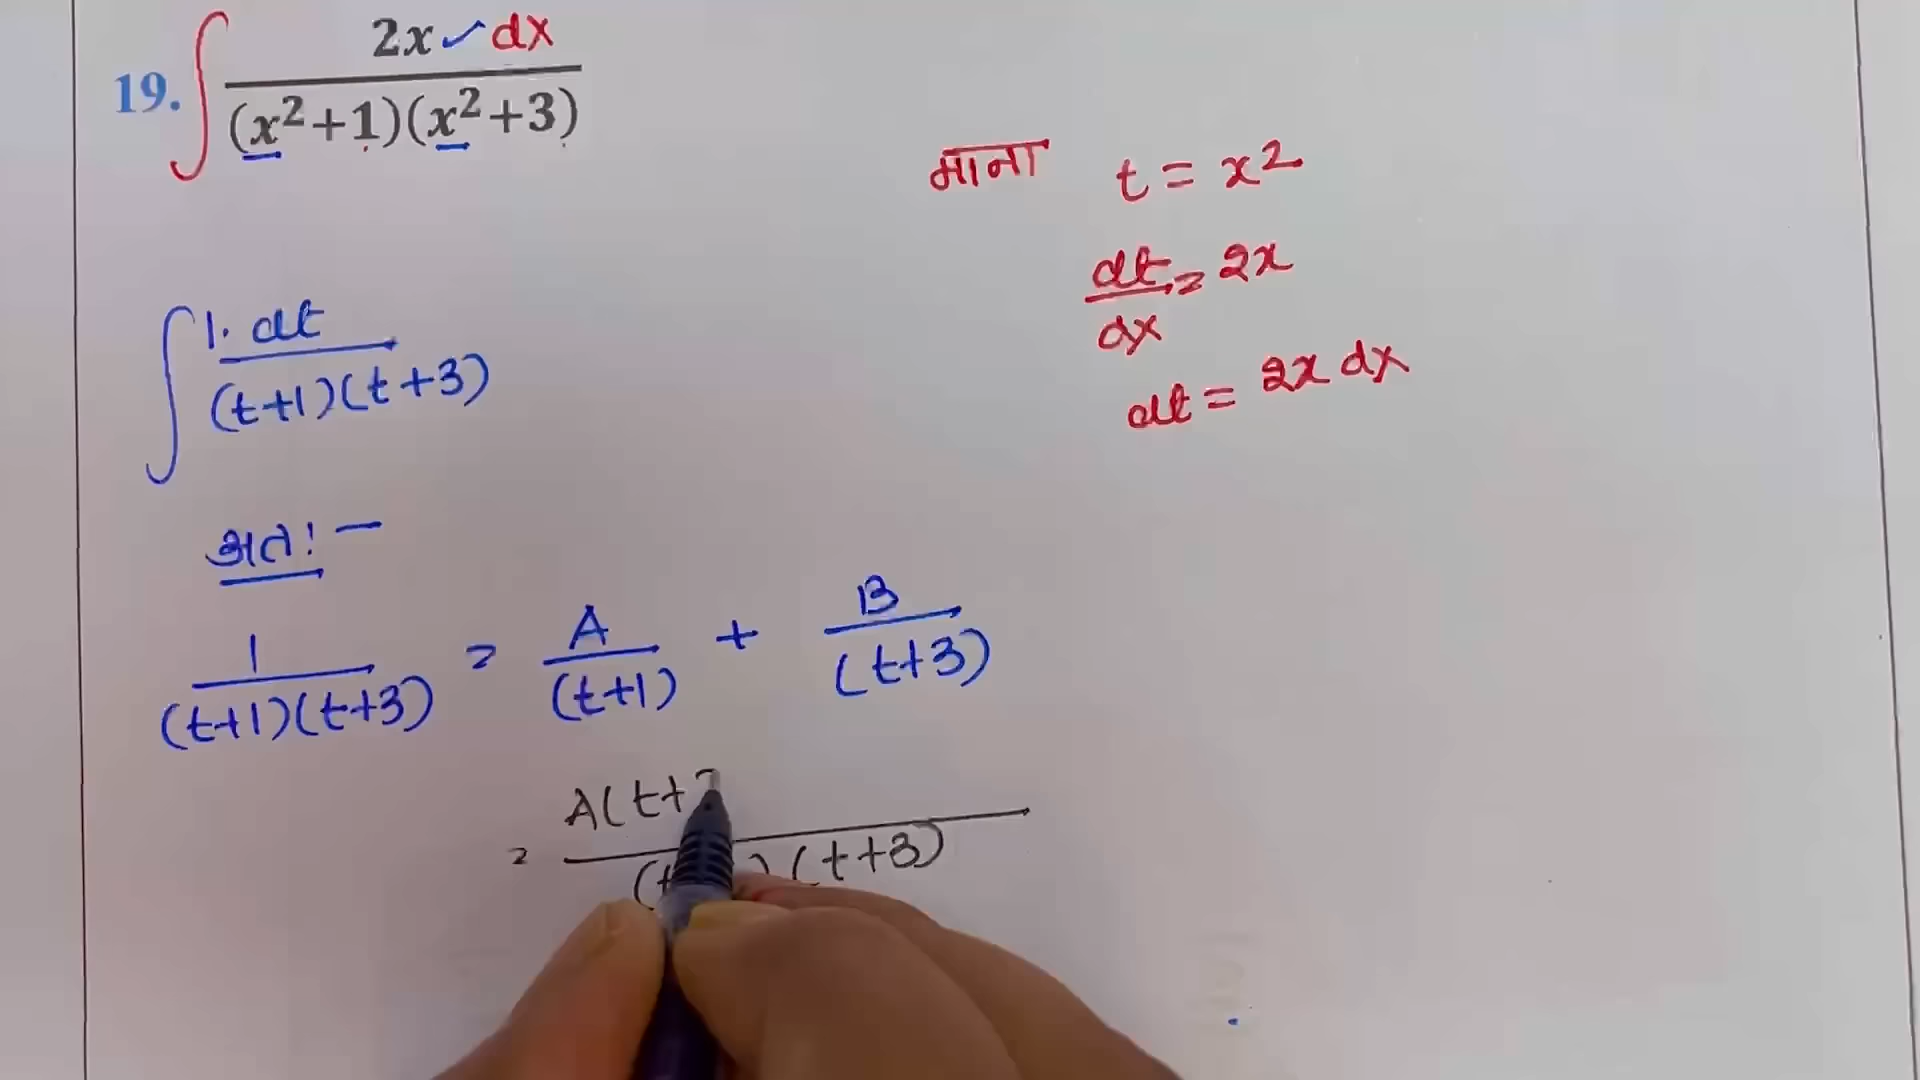 19. ∫ 2x dx / (x²+1)(x²+3)
माना t = x²
dt/dx = 2x
dt = 2x dx
∫ 1. dt / (t+1)(t+3)
अत: –
1/(t+1)(t+3) = A/(t+1) + B/(t+3)
= A(t+ / (t )(t+3)